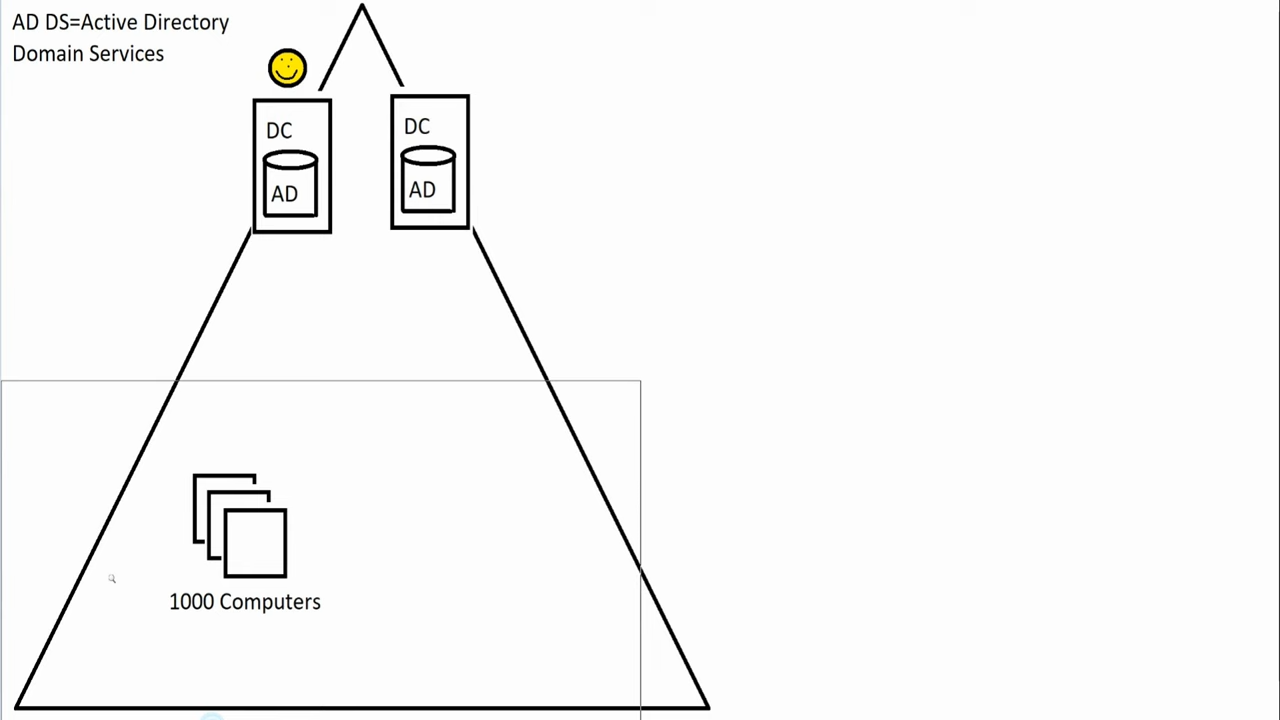 AD DS=Active Directory
Domain Services
DC
AD
DC
AD
1000 Computers